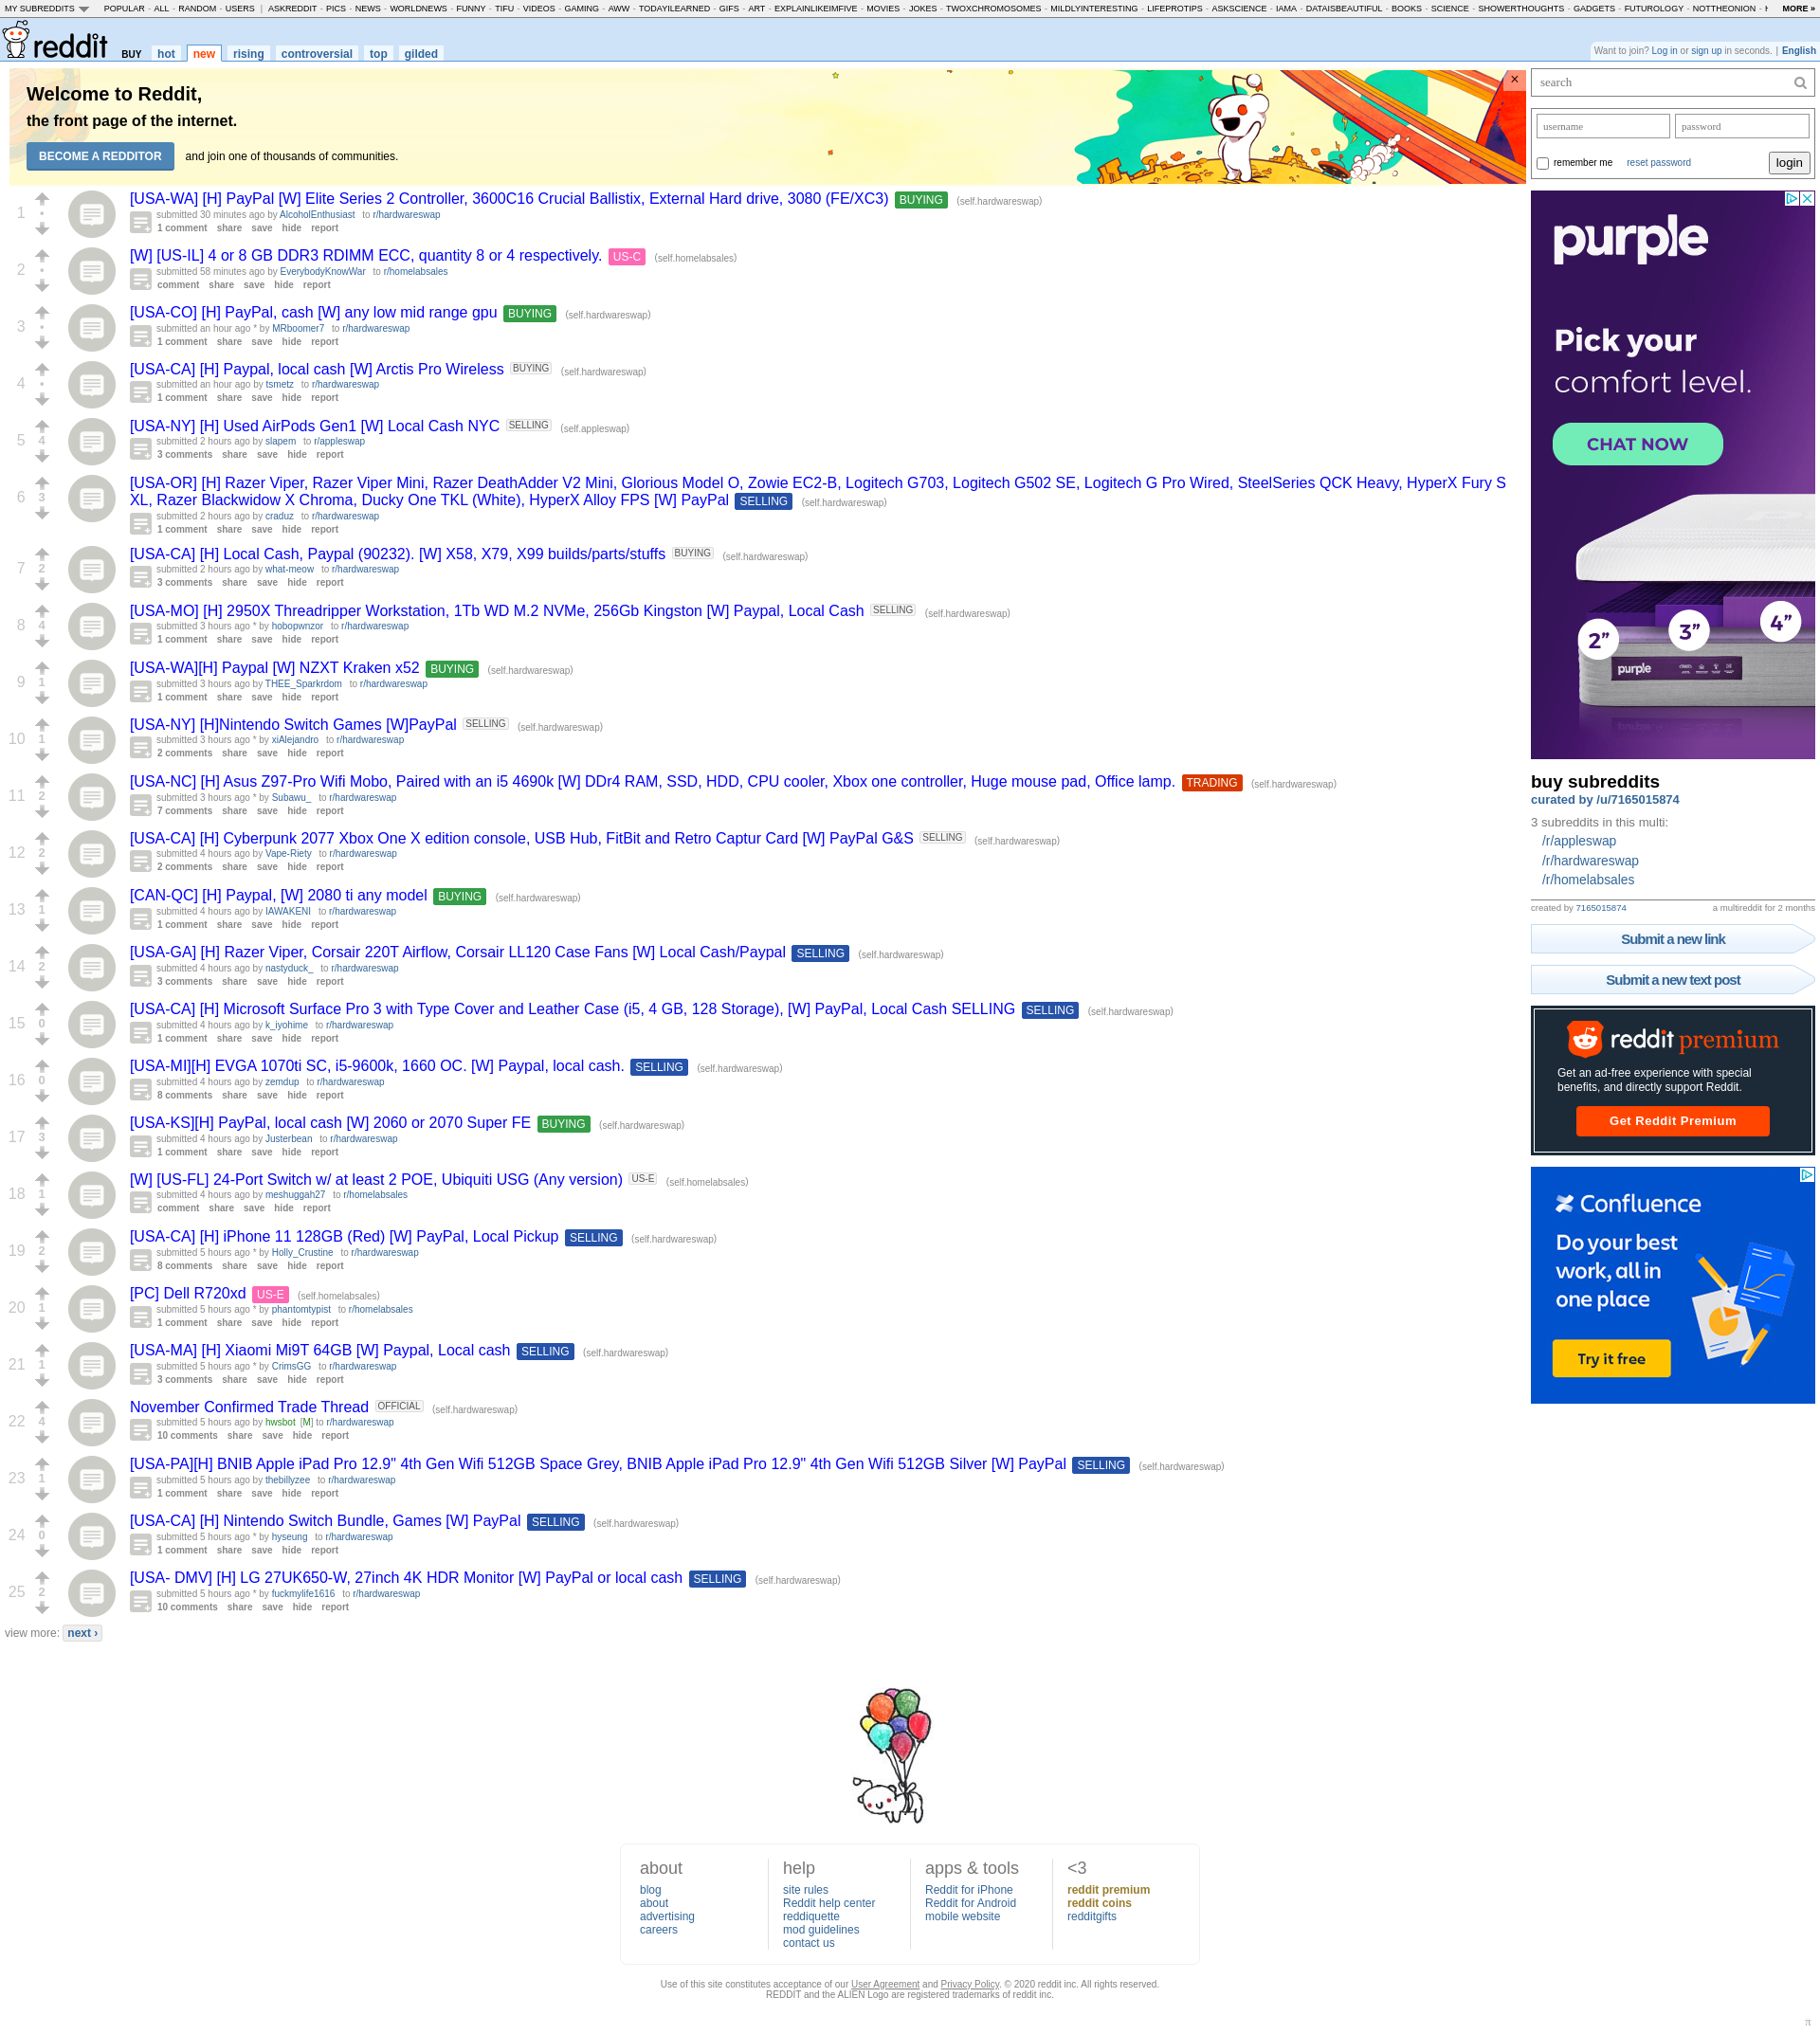 MY SUBREDDITS POPULAR - ALL - RANDOM - USERS | ASKREDDIT - PICS - NEWS - WORLDNEWS - FUNNY - TIFU - VIDEOS - GAMING - AWW - TODAYILEARNED - GIFS - ART - EXPLAINLIKEIMFIVE - MOVIES - JOKES - TWOXCHROMOSOMES - MILDLYINTERESTING - LIFEPROTIPS - ASKSCIENCE - IAMA - DATAISBEAUTIFUL - BOOKS - SCIENCE - SHOWERTHOUGHTS - GADGETS - FUTUROLOGY - NOTTHEONION - MORE »
reddit BUY hot new rising controversial top gilded
Want to join? Log in or sign up in seconds. | English
Welcome to Reddit,
the front page of the internet.
BECOME A REDDITOR and join one of thousands of communities.
×
1
[USA-WA] [H] PayPal [W] Elite Series 2 Controller, 3600C16 Crucial Ballistix, External Hard drive, 3080 (FE/XC3) BUYING (self.hardwareswap)
submitted 30 minutes ago by AlcoholEnthusiast to r/hardwareswap
1 comment share save hide report
2
[W] [US-IL] 4 or 8 GB DDR3 RDIMM ECC, quantity 8 or 4 respectively. US-C (self.homelabsales)
submitted 58 minutes ago by EverybodyKnowWar to r/homelabsales
comment share save hide report
3
[USA-CO] [H] PayPal, cash [W] any low mid range gpu BUYING (self.hardwareswap)
submitted an hour ago * by MRboomer7 to r/hardwareswap
1 comment share save hide report
4
[USA-CA] [H] Paypal, local cash [W] Arctis Pro Wireless BUYING (self.hardwareswap)
submitted an hour ago by tsmetz to r/hardwareswap
1 comment share save hide report
5 4
[USA-NY] [H] Used AirPods Gen1 [W] Local Cash NYC SELLING (self.appleswap)
submitted 2 hours ago by slapem to r/appleswap
3 comments share save hide report
6 3
[USA-OR] [H] Razer Viper, Razer Viper Mini, Razer DeathAdder V2 Mini, Glorious Model O, Zowie EC2-B, Logitech G703, Logitech G502 SE, Logitech G Pro Wired, SteelSeries QCK Heavy, HyperX Fury S
XL, Razer Blackwidow X Chroma, Ducky One TKL (White), HyperX Alloy FPS [W] PayPal SELLING (self.hardwareswap)
submitted 2 hours ago by craduz to r/hardwareswap
1 comment share save hide report
7 2
[USA-CA] [H] Local Cash, Paypal (90232). [W] X58, X79, X99 builds/parts/stuffs BUYING (self.hardwareswap)
submitted 2 hours ago by what-meow to r/hardwareswap
3 comments share save hide report
8 4
[USA-MO] [H] 2950X Threadripper Workstation, 1Tb WD M.2 NVMe, 256Gb Kingston [W] Paypal, Local Cash SELLING (self.hardwareswap)
submitted 3 hours ago * by hobopwnzor to r/hardwareswap
1 comment share save hide report
9 1
[USA-WA][H] Paypal [W] NZXT Kraken x52 BUYING (self.hardwareswap)
submitted 3 hours ago by THEE_Sparkrdom to r/hardwareswap
1 comment share save hide report
10 1
[USA-NY] [H]Nintendo Switch Games [W]PayPal SELLING (self.hardwareswap)
submitted 3 hours ago * by xiAlejandro to r/hardwareswap
2 comments share save hide report
11 2
[USA-NC] [H] Asus Z97-Pro Wifi Mobo, Paired with an i5 4690k [W] DDr4 RAM, SSD, HDD, CPU cooler, Xbox one controller, Huge mouse pad, Office lamp. TRADING (self.hardwareswap)
submitted 3 hours ago * by Subawu_ to r/hardwareswap
7 comments share save hide report
12 2
[USA-CA] [H] Cyberpunk 2077 Xbox One X edition console, USB Hub, FitBit and Retro Captur Card [W] PayPal G&S SELLING (self.hardwareswap)
submitted 4 hours ago by Vape-Riety to r/hardwareswap
2 comments share save hide report
13 1
[CAN-QC] [H] Paypal, [W] 2080 ti any model BUYING (self.hardwareswap)
submitted 4 hours ago by IAWAKENI to r/hardwareswap
1 comment share save hide report
14 2
[USA-GA] [H] Razer Viper, Corsair 220T Airflow, Corsair LL120 Case Fans [W] Local Cash/Paypal SELLING (self.hardwareswap)
submitted 4 hours ago by nastyduck_ to r/hardwareswap
3 comments share save hide report
15 0
[USA-CA] [H] Microsoft Surface Pro 3 with Type Cover and Leather Case (i5, 4 GB, 128 Storage), [W] PayPal, Local Cash SELLING SELLING (self.hardwareswap)
submitted 4 hours ago by k_iyohime to r/hardwareswap
1 comment share save hide report
16 0
[USA-MI][H] EVGA 1070ti SC, i5-9600k, 1660 OC. [W] Paypal, local cash. SELLING (self.hardwareswap)
submitted 4 hours ago by zemdup to r/hardwareswap
8 comments share save hide report
17 3
[USA-KS][H] PayPal, local cash [W] 2060 or 2070 Super FE BUYING (self.hardwareswap)
submitted 4 hours ago by Justerbean to r/hardwareswap
1 comment share save hide report
18 1
[W] [US-FL] 24-Port Switch w/ at least 2 POE, Ubiquiti USG (Any version) US-E (self.homelabsales)
submitted 4 hours ago by meshuggah27 to r/homelabsales
comment share save hide report
19 2
[USA-CA] [H] iPhone 11 128GB (Red) [W] PayPal, Local Pickup SELLING (self.hardwareswap)
submitted 5 hours ago * by Holly_Crustine to r/hardwareswap
8 comments share save hide report
20 1
[PC] Dell R720xd US-E (self.homelabsales)
submitted 5 hours ago * by phantomtypist to r/homelabsales
1 comment share save hide report
21 1
[USA-MA] [H] Xiaomi Mi9T 64GB [W] Paypal, Local cash SELLING (self.hardwareswap)
submitted 5 hours ago * by CrimsGG to r/hardwareswap
3 comments share save hide report
22 4
November Confirmed Trade Thread OFFICIAL (self.hardwareswap)
submitted 5 hours ago by hwsbot [M] to r/hardwareswap
10 comments share save hide report
23 1
[USA-PA][H] BNIB Apple iPad Pro 12.9" 4th Gen Wifi 512GB Space Grey, BNIB Apple iPad Pro 12.9" 4th Gen Wifi 512GB Silver [W] PayPal SELLING (self.hardwareswap)
submitted 5 hours ago by thebillyzee to r/hardwareswap
1 comment share save hide report
24 0
[USA-CA] [H] Nintendo Switch Bundle, Games [W] PayPal SELLING (self.hardwareswap)
submitted 5 hours ago * by hyseung to r/hardwareswap
1 comment share save hide report
25 2
[USA- DMV] [H] LG 27UK650-W, 27inch 4K HDR Monitor [W] PayPal or local cash SELLING (self.hardwareswap)
submitted 5 hours ago * by fuckmylife1616 to r/hardwareswap
10 comments share save hide report
view more: next ›
search
username password
remember me reset password login
purple
Pick your
comfort level.
CHAT NOW
2” 3” 4”
purple
buy subreddits
curated by /u/7165015874
3 subreddits in this multi:
/r/appleswap
/r/hardwareswap
/r/homelabsales
created by 7165015874 a multireddit for 2 months
Submit a new link
Submit a new text post
reddit premium
Get an ad-free experience with special
benefits, and directly support Reddit.
Get Reddit Premium
Confluence
Do your best
work, all in
one place
Try it free
about
blog
about
advertising
careers
help
site rules
Reddit help center
reddiquette
mod guidelines
contact us
apps & tools
Reddit for iPhone
Reddit for Android
mobile website
<3
reddit premium
reddit coins
redditgifts
Use of this site constitutes acceptance of our User Agreement and Privacy Policy. © 2020 reddit inc. All rights reserved.
REDDIT and the ALIEN Logo are registered trademarks of reddit inc.
π